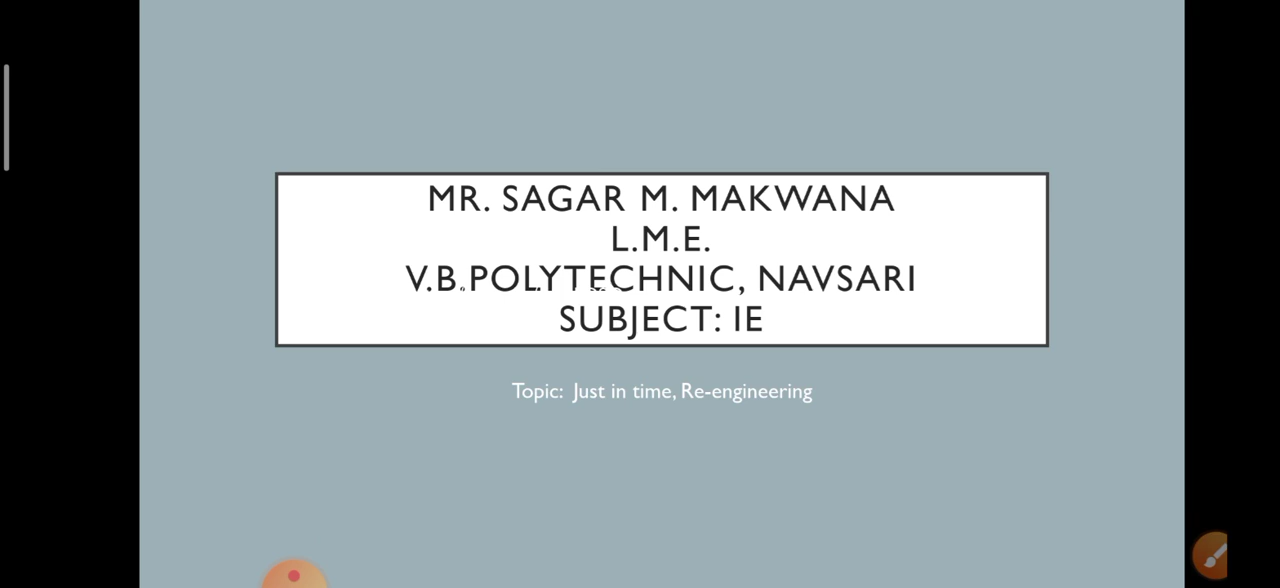 MR. SAGAR M. MAKWANA
L.M.E.
V.B.POLYTECHNIC, NAVSARI
SUBJECT: IE
Topic: Just in time, Re-engineering